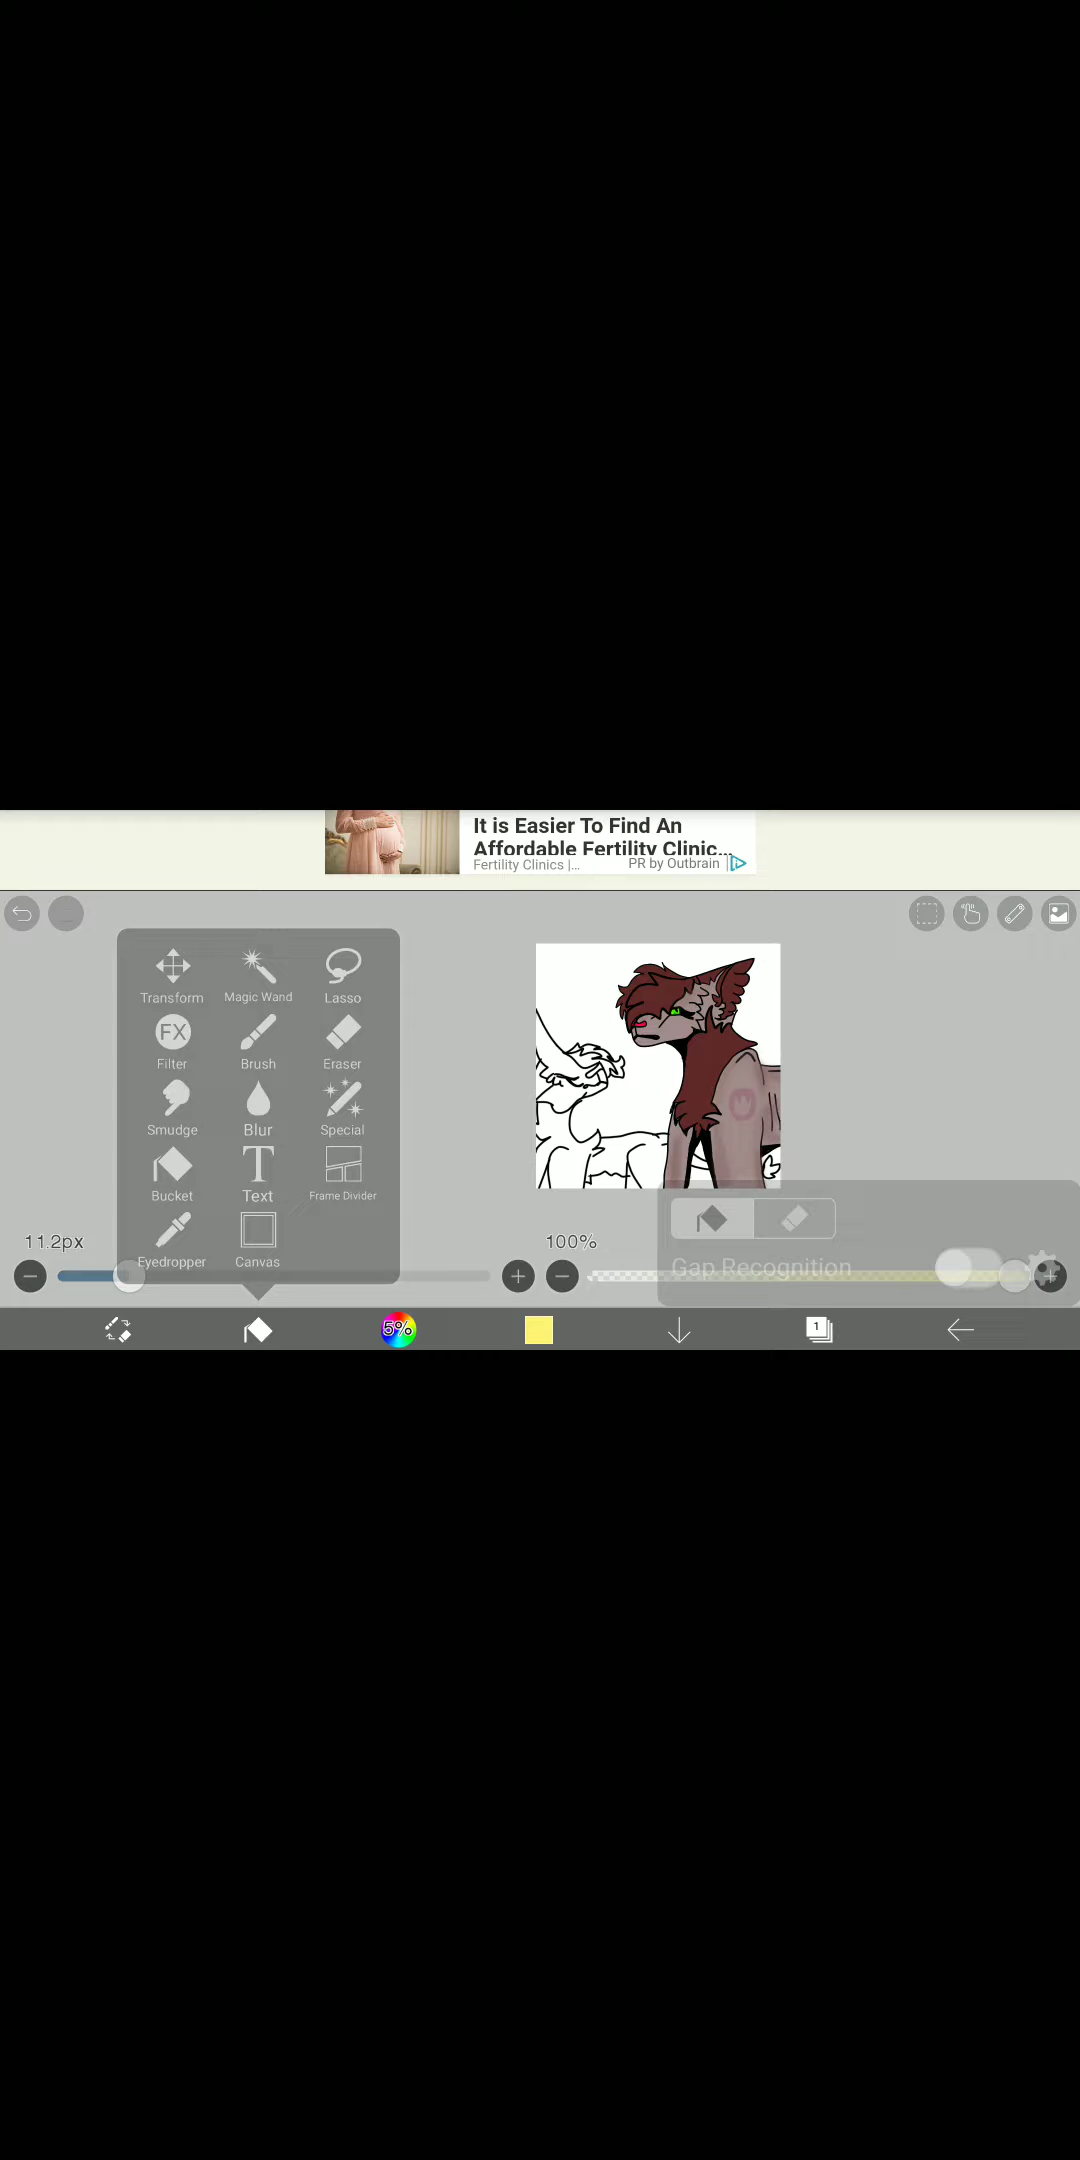 It is Easier To Find An
Affordable Fertility Clinic...
Fertility Clinics |...
PR by Outbrain
Transform
Magic Wand
Lasso
FX
Filter
Brush
Eraser
Smudge
Blur
Special
Bucket
T
Text
Frame Divider
11.2px
100%
Eyedropper
Canvas
Gap Recognition
5%
1